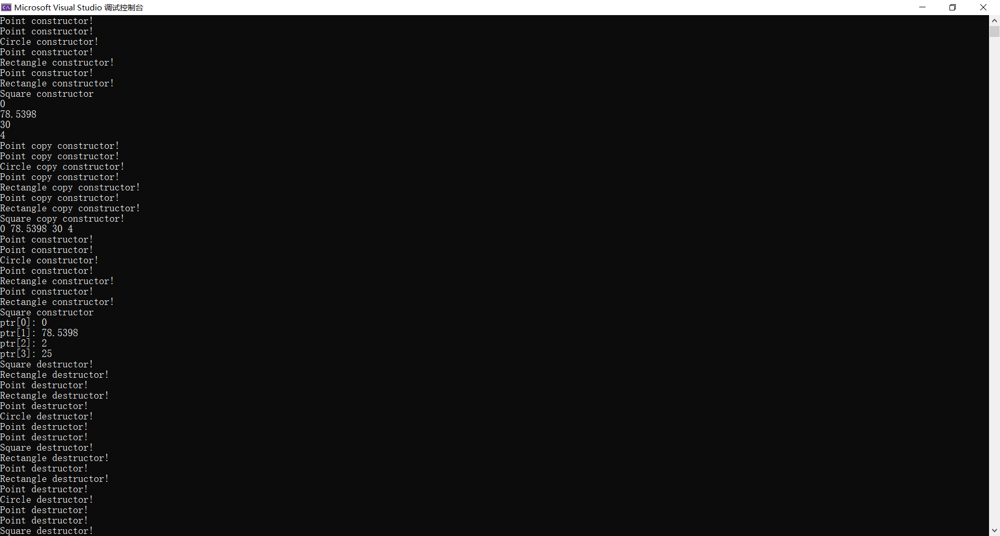 Microsoft Visual Studio 调试控制台
Point constructor!
Point constructor!
Circle constructor!
Point constructor!
Rectangle constructor!
Point constructor!
Rectangle constructor!
Square constructor
0
78.5398
30
4
Point copy constructor!
Point copy constructor!
Circle copy constructor!
Point copy constructor!
Rectangle copy constructor!
Point copy constructor!
Rectangle copy constructor!
Square copy constructor!
0 78.5398 30 4
Point constructor!
Point constructor!
Circle constructor!
Point constructor!
Rectangle constructor!
Point constructor!
Rectangle constructor!
Square constructor
ptr[0]: 0
ptr[1]: 78.5398
ptr[2]: 2
ptr[3]: 25
Square destructor!
Rectangle destructor!
Point destructor!
Rectangle destructor!
Point destructor!
Circle destructor!
Point destructor!
Point destructor!
Square destructor!
Rectangle destructor!
Point destructor!
Rectangle destructor!
Point destructor!
Circle destructor!
Point destructor!
Point destructor!
Square destructor!